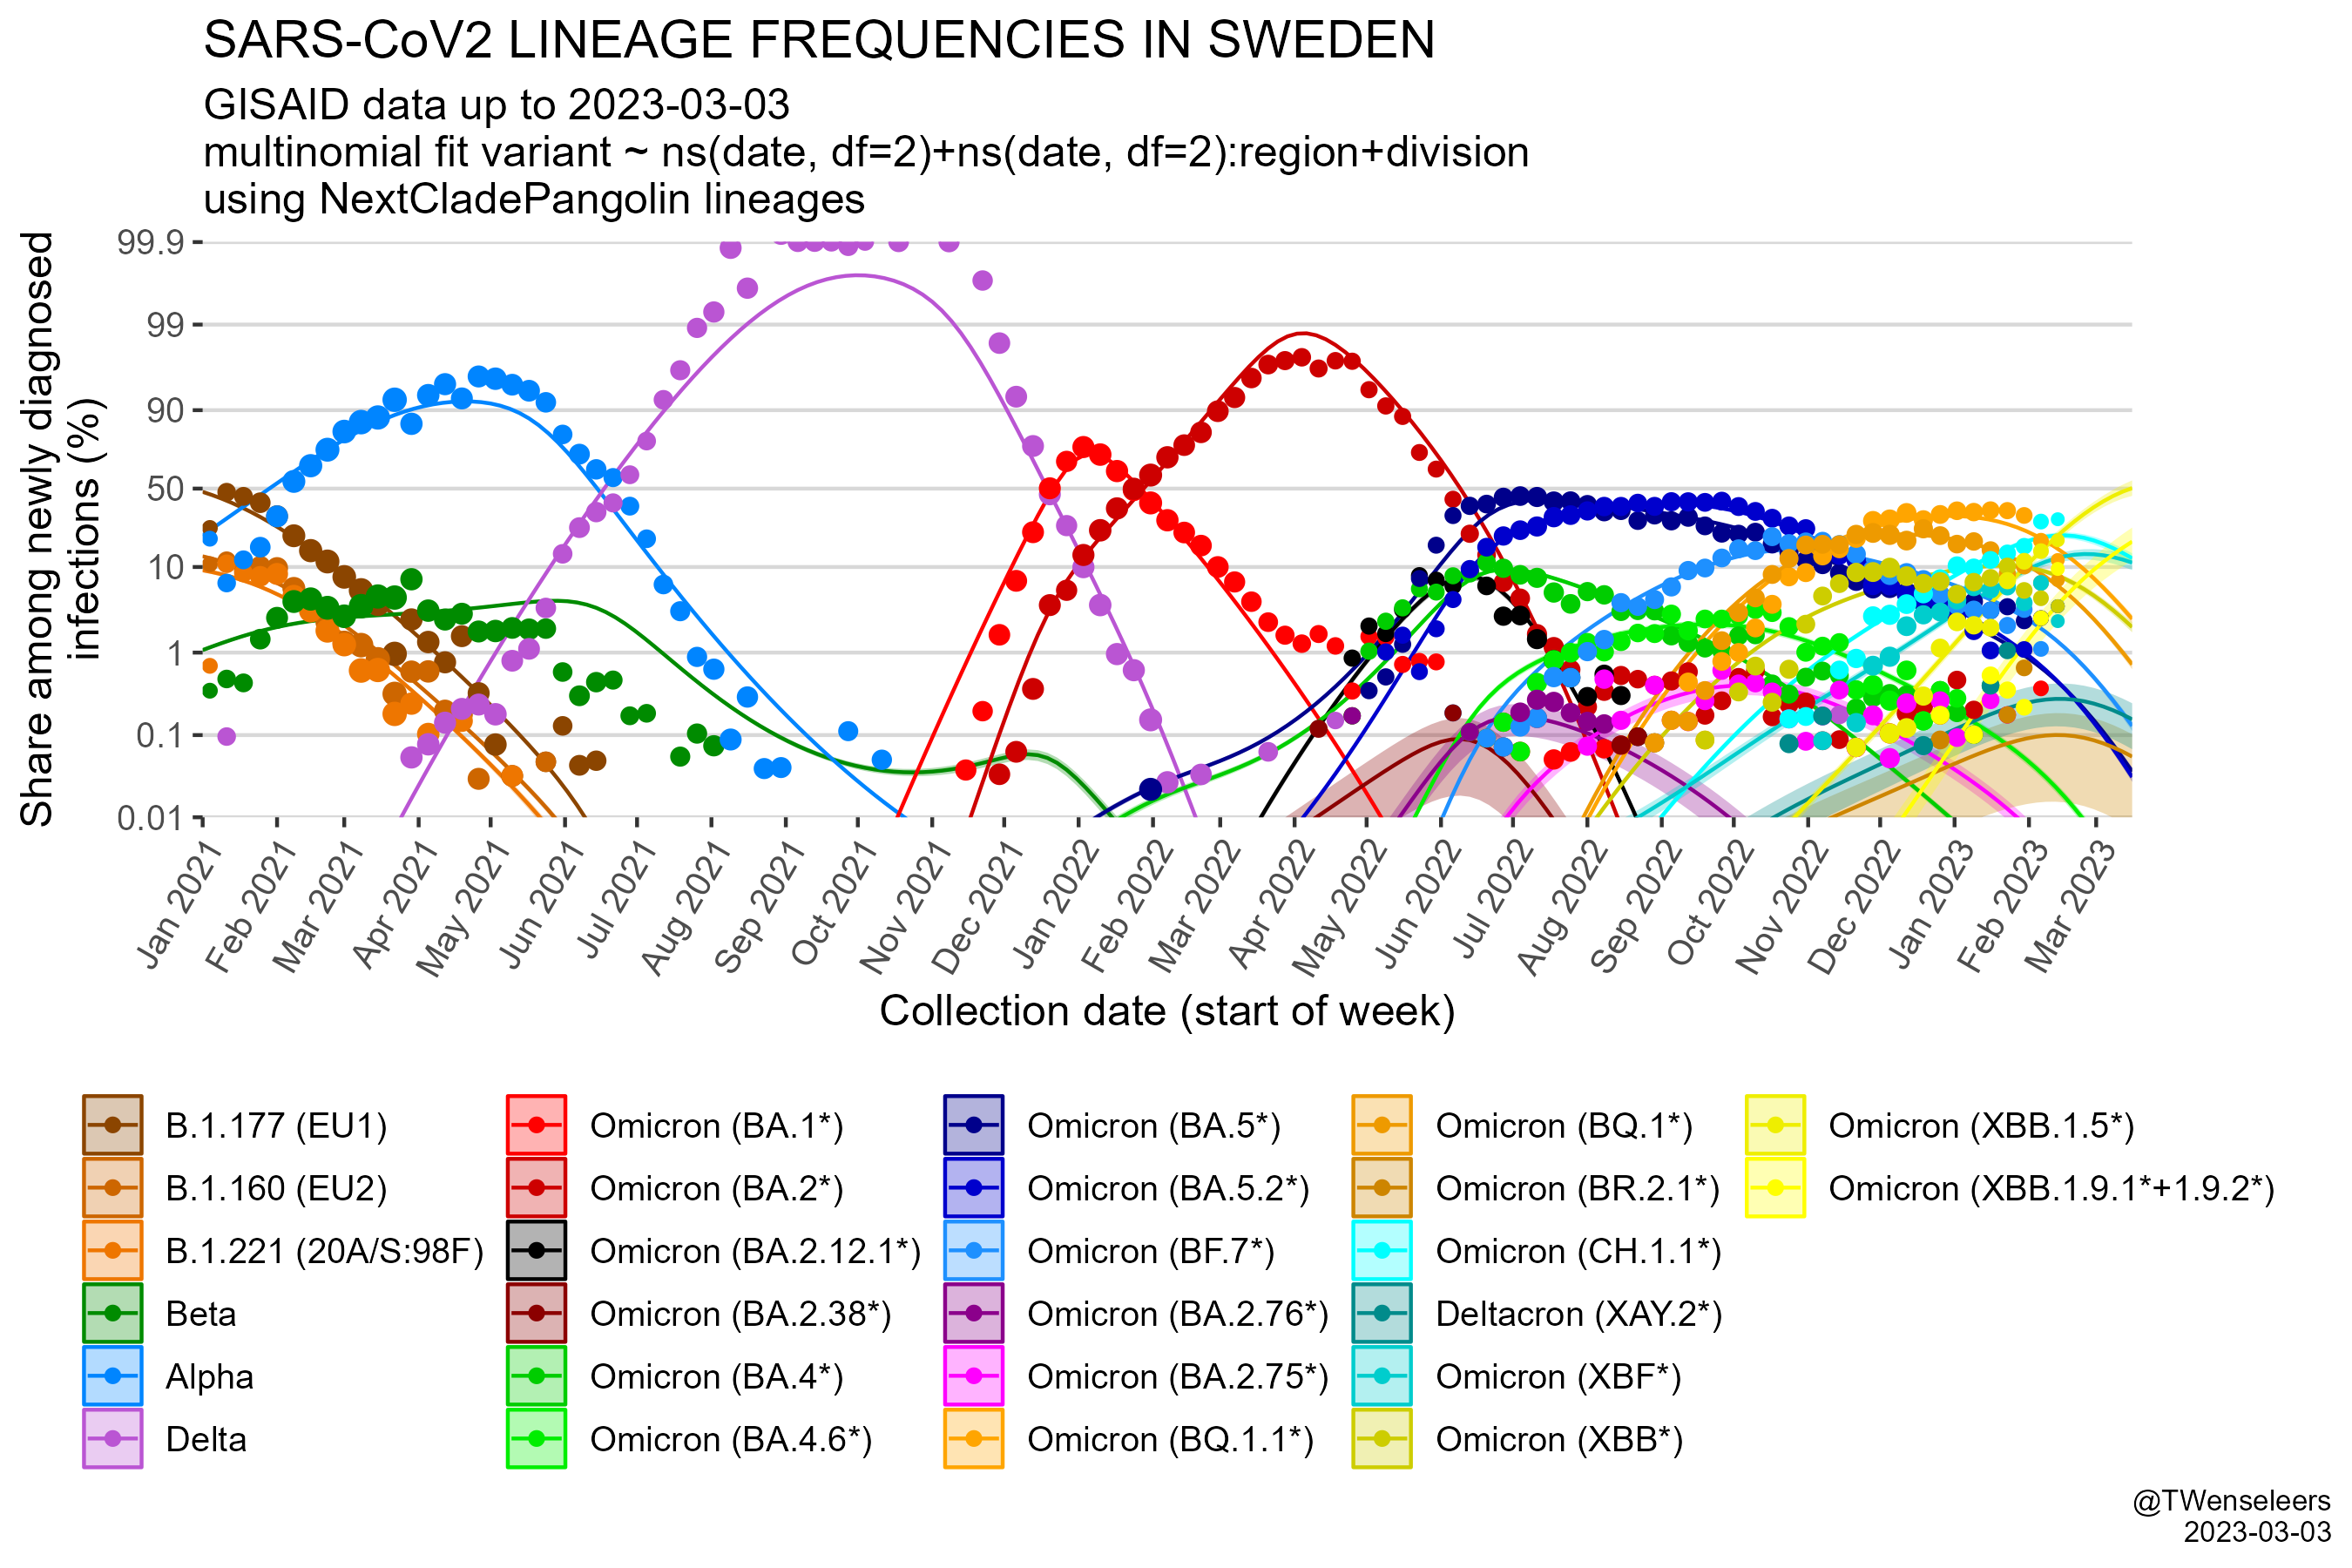 SARS-CoV2 LINEAGE FREQUENCIES IN SWEDEN
GISAID data up to 2023-03-03
multinomial fit variant ~ ns(date, df=2)+ns(date, df=2):region+division
using NextCladePangolin lineages
Share among newly diagnosed
infections (%)
99.9
99
90
50
10
1
0.1
0.01
Jan 2021
Feb 2021
Mar 2021
Apr 2021
May 2021
Jun 2021
Jul 2021
Aug 2021
Sep 2021
Oct 2021
Nov 2021
Dec 2021
Jan 2022
Feb 2022
Mar 2022
Apr 2022
May 2022
Jun 2022
Jul 2022
Aug 2022
Sep 2022
Oct 2022
Nov 2022
Dec 2022
Jan 2023
Feb 2023
Mar 2023
Collection date (start of week)
B.1.177 (EU1)
B.1.160 (EU2)
B.1.221 (20A/S:98F)
Beta
Alpha
Delta
Omicron (BA.1*)
Omicron (BA.2*)
Omicron (BA.2.12.1*)
Omicron (BA.2.38*)
Omicron (BA.4*)
Omicron (BA.4.6*)
Omicron (BA.5*)
Omicron (BA.5.2*)
Omicron (BF.7*)
Omicron (BA.2.76*)
Omicron (BA.2.75*)
Omicron (BQ.1.1*)
Omicron (BQ.1*)
Omicron (BR.2.1*)
Omicron (CH.1.1*)
Deltacron (XAY.2*)
Omicron (XBF*)
Omicron (XBB*)
Omicron (XBB.1.5*)
Omicron (XBB.1.9.1*+1.9.2*)
@TWenseleers
2023-03-03